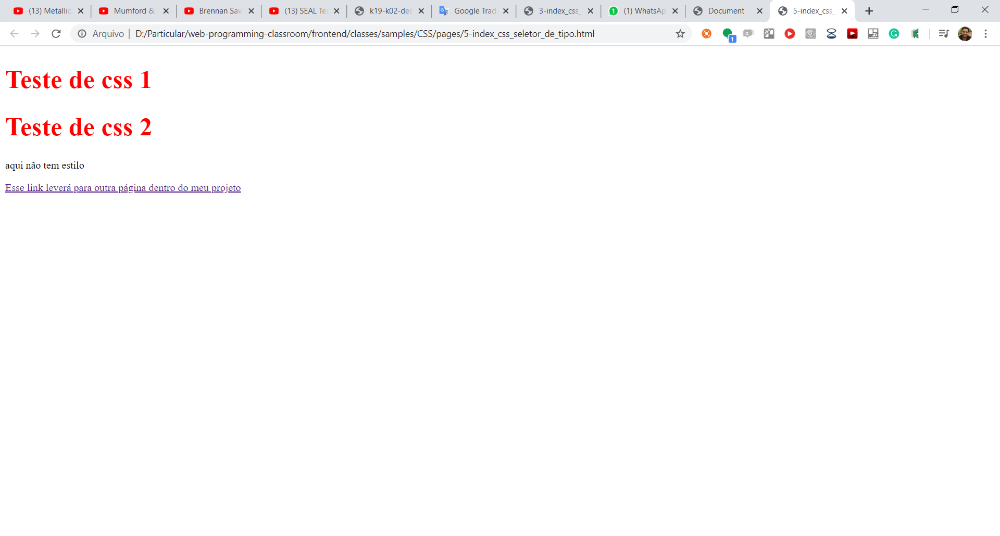 (13) Metallic
Mumford &
Brennan Sav
(13) SEAL Te
k19-k02-des
Google Trad
3-index_css_
1
(1) WhatsAp
Document
5-index_css_
Arquivo
D:/Particular/web-programming-classroom/frontend/classes/samples/CSS/pages/5-index_css_seletor_de_tipo.html
1
Teste de css 1
Teste de css 2
aqui não tem estilo
Esse link leverá para outra página dentro do meu projeto